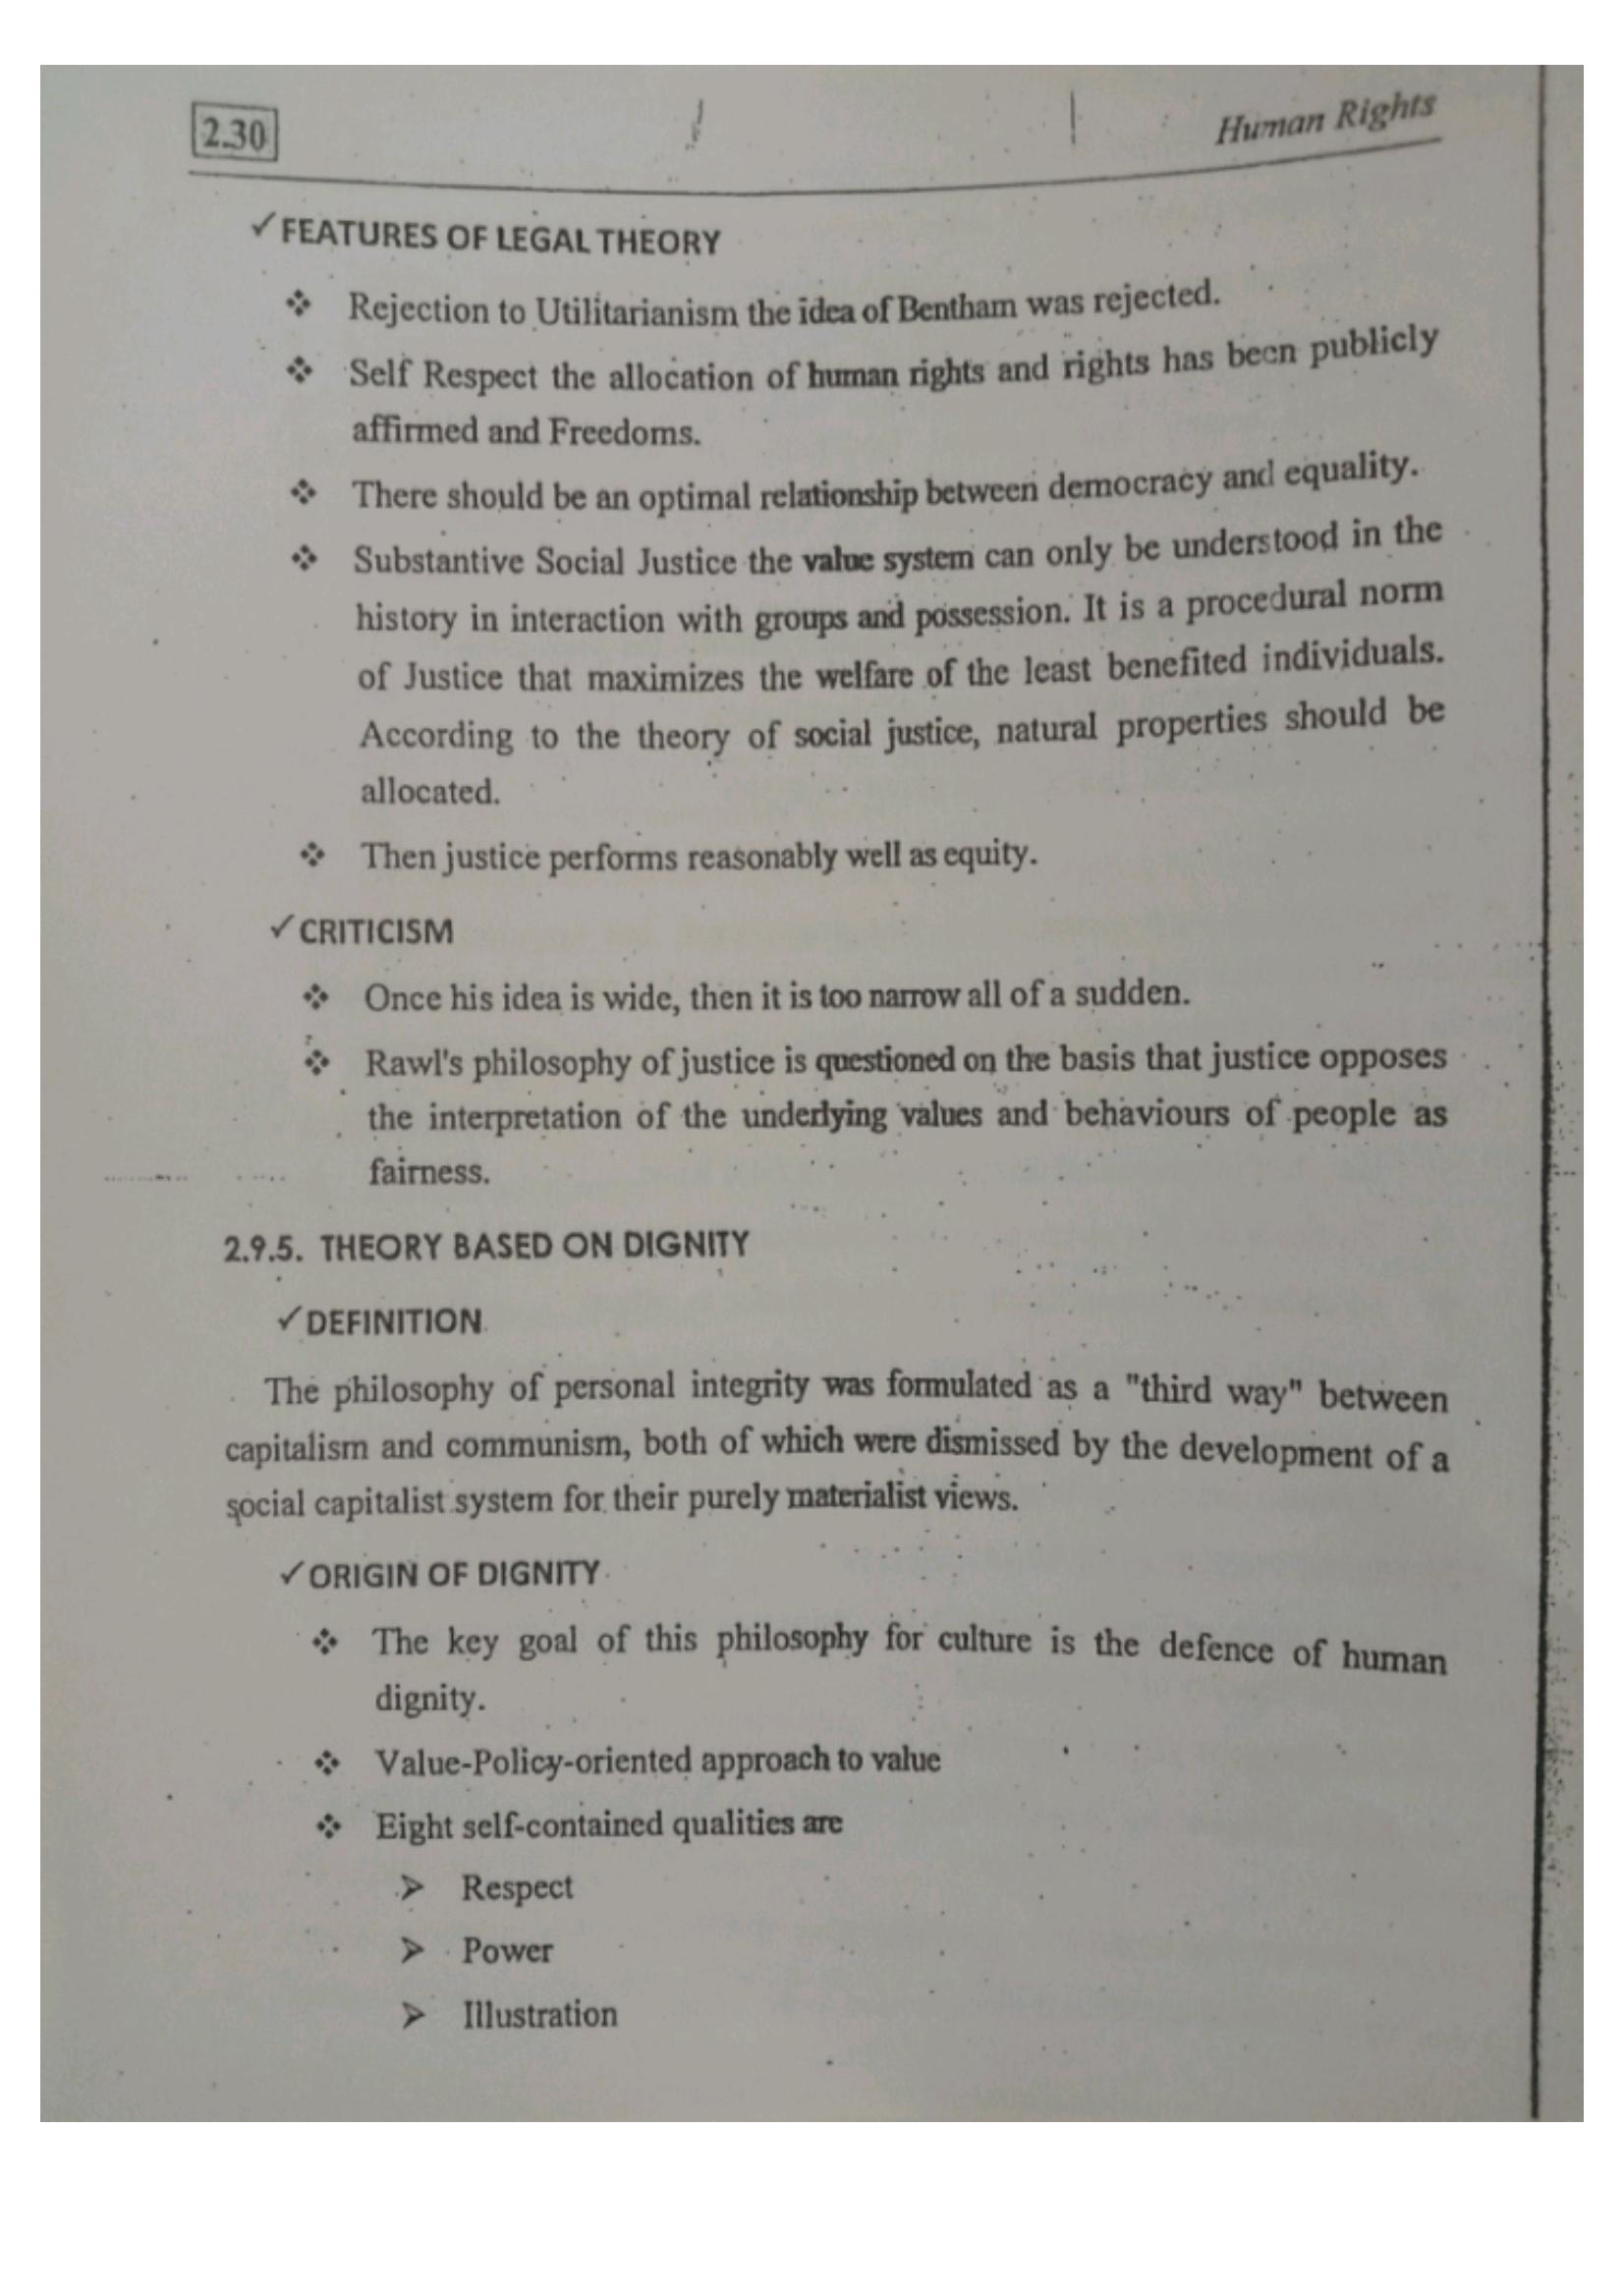 2.30
Human Rights
✓FEATURES OF LEGAL THEORY
❖ Rejection to Utilitarianism the idea of Bentham was rejected.
❖ Self Respect the allocation of human rights and rights has been publicly
affirmed and Freedoms.
❖ There should be an optimal relationship between democracy and equality.
❖ Substantive Social Justice the value system can only be understood in the
history in interaction with groups and possession. It is a procedural norm
of Justice that maximizes the welfare of the least benefited individuals.
According to the theory of social justice, natural properties should be
allocated.
❖ Then justice performs reasonably well as equity.
✓CRITICISM
❖ Once his idea is wide, then it is too narrow all of a sudden.
❖ Rawl's philosophy of justice is questioned on the basis that justice opposes
the interpretation of the underlying values and behaviours of people as
fairness.
2.9.5. THEORY BASED ON DIGNITY
✓DEFINITION
The philosophy of personal integrity was formulated as a "third way" between
capitalism and communism, both of which were dismissed by the development of a
social capitalist system for their purely materialist views.
✓ORIGIN OF DIGNITY
❖ The key goal of this philosophy for culture is the defence of human
dignity.
❖ Value-Policy-oriented approach to value
❖ Eight self-contained qualities are
➢ Respect
➢ Power
➢ Illustration